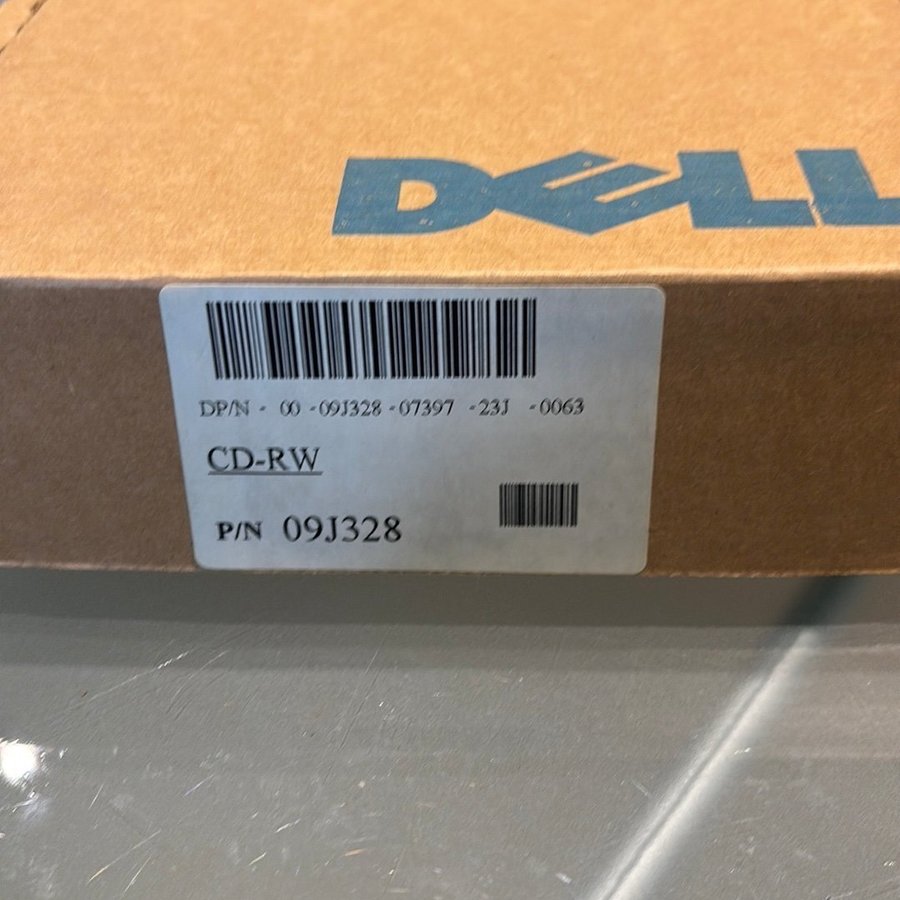 DELL
DP/N - 00 -09J328 -07397 -23J -0063
CD-RW
P/N 09J328